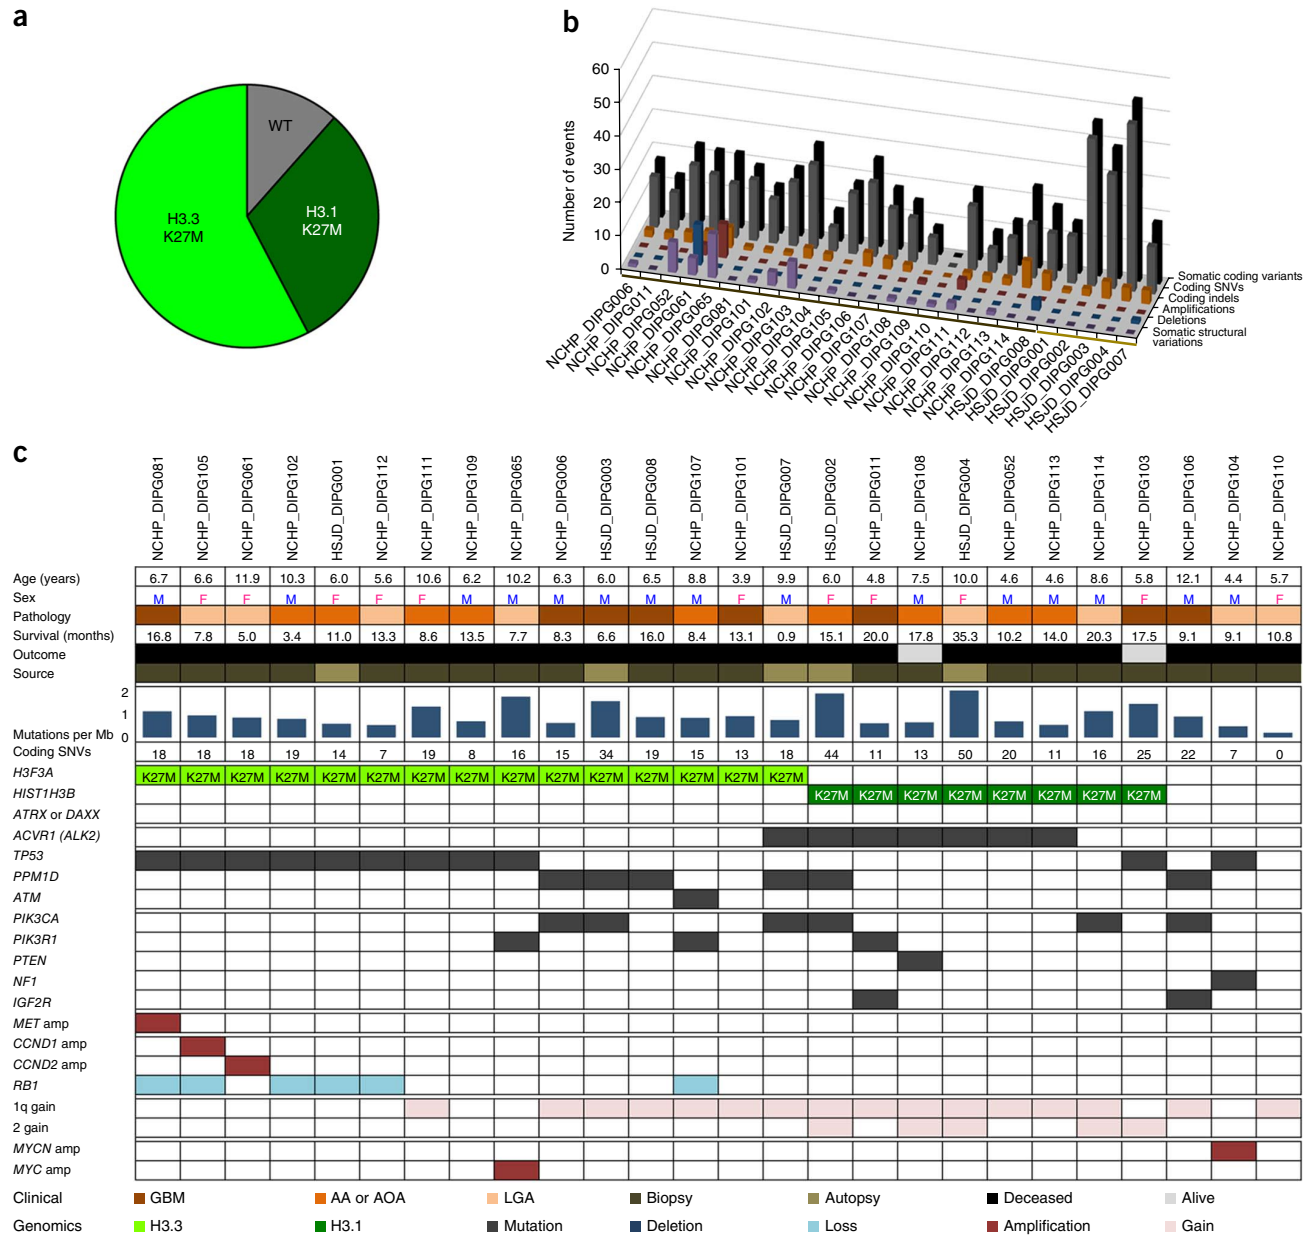 a
WT
H3.3
K27M
H3.1
K27M
b
Number of events
60
50
40
30
20
10
0
NCHP_DIPG006
NCHP_DIPG011
NCHP_DIPG052
NCHP_DIPG061
NCHP_DIPG065
NCHP_DIPG081
NCHP_DIPG101
NCHP_DIPG102
NCHP_DIPG103
NCHP_DIPG104
NCHP_DIPG105
NCHP_DIPG106
NCHP_DIPG107
NCHP_DIPG108
NCHP_DIPG109
NCHP_DIPG110
NCHP_DIPG111
NCHP_DIPG112
NCHP_DIPG113
NCHP_DIPG114
HSJD_DIPG008
HSJD_DIPG001
HSJD_DIPG002
HSJD_DIPG003
HSJD_DIPG004
HSJD_DIPG007
Somatic coding variants
Coding SNVs
Coding indels
Amplifications
Deletions
Somatic structural
variations
c
NCHP_DIPG081
NCHP_DIPG105
NCHP_DIPG061
NCHP_DIPG102
HSJD_DIPG001
NCHP_DIPG112
NCHP_DIPG111
NCHP_DIPG109
NCHP_DIPG065
NCHP_DIPG006
HSJD_DIPG003
HSJD_DIPG008
NCHP_DIPG107
NCHP_DIPG101
HSJD_DIPG007
HSJD_DIPG002
NCHP_DIPG011
NCHP_DIPG108
HSJD_DIPG004
NCHP_DIPG052
NCHP_DIPG113
NCHP_DIPG114
NCHP_DIPG103
NCHP_DIPG106
NCHP_DIPG104
NCHP_DIPG110
Age (years) 6.7 6.6 11.9 10.3 6.0 5.6 10.6 6.2 10.2 6.3 6.0 6.5 8.8 3.9 9.9 6.0 4.8 7.5 10.0 4.6 4.6 8.6 5.8 12.1 4.4 5.7
Sex M F F M F F F M M M M M M F M F F M F M M M F M M F
Pathology
Survival (months) 16.8 7.8 5.0 3.4 11.0 13.3 8.6 13.5 7.7 8.3 6.6 16.0 8.4 13.1 0.9 15.1 20.0 17.8 35.3 10.2 14.0 20.3 17.5 9.1 9.1 10.8
Outcome
Source
2
1
Mutations per Mb 0
Coding SNVs 18 18 18 19 14 7 19 8 16 15 34 19 15 13 18 44 11 13 50 20 11 16 25 22 7 0
H3F3A K27M K27M K27M K27M K27M K27M K27M K27M K27M K27M K27M K27M K27M K27M K27M
HIST1H3B K27M K27M K27M K27M K27M K27M K27M K27M
ATRX or DAXX
ACVR1 (ALK2)
TP53
PPM1D
ATM
PIK3CA
PIK3R1
PTEN
NF1
IGF2R
MET amp
CCND1 amp
CCND2 amp
RB1
1q gain
2 gain
MYCN amp
MYC amp
Clinical GBM AA or AOA LGA Biopsy Autopsy Deceased Alive
Genomics H3.3 H3.1 Mutation Deletion Loss Amplification Gain